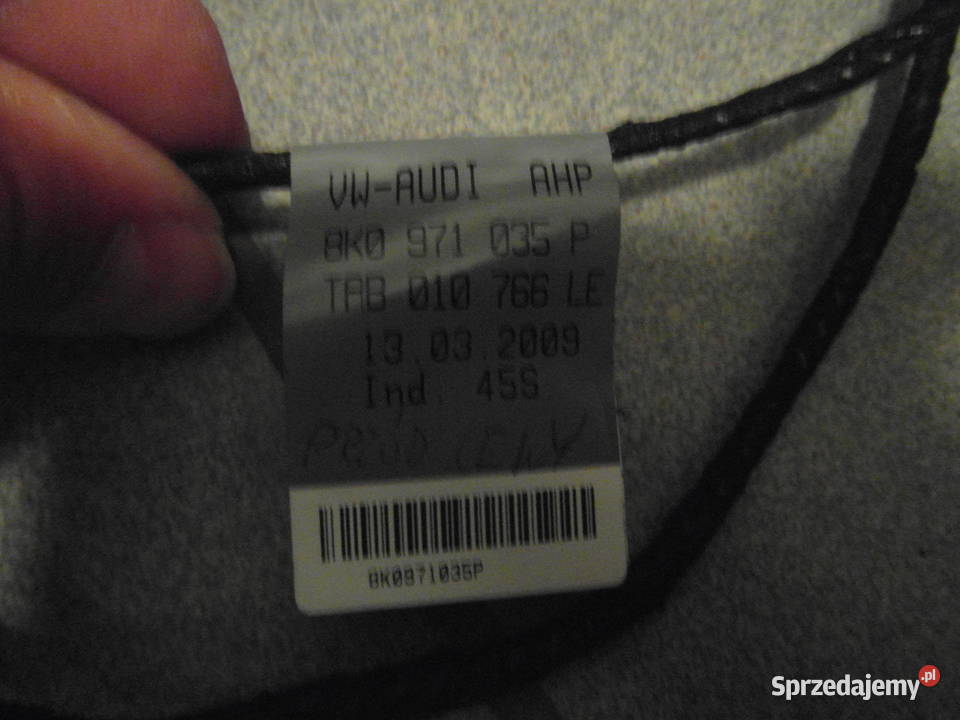 VW-AUDI AHP
8K0 971 035 P
TAB 010 766 LE
13.03.2009
Ind. 45S
8K0971035P
Sprzedajemy.pl